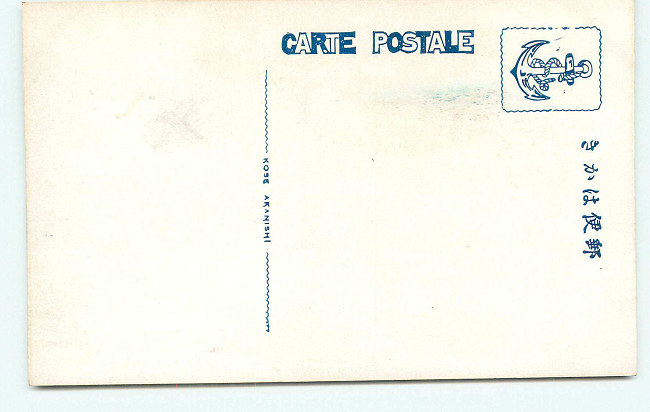 CARTE POSTALE
KOBE AKANISHI
郵便はかき